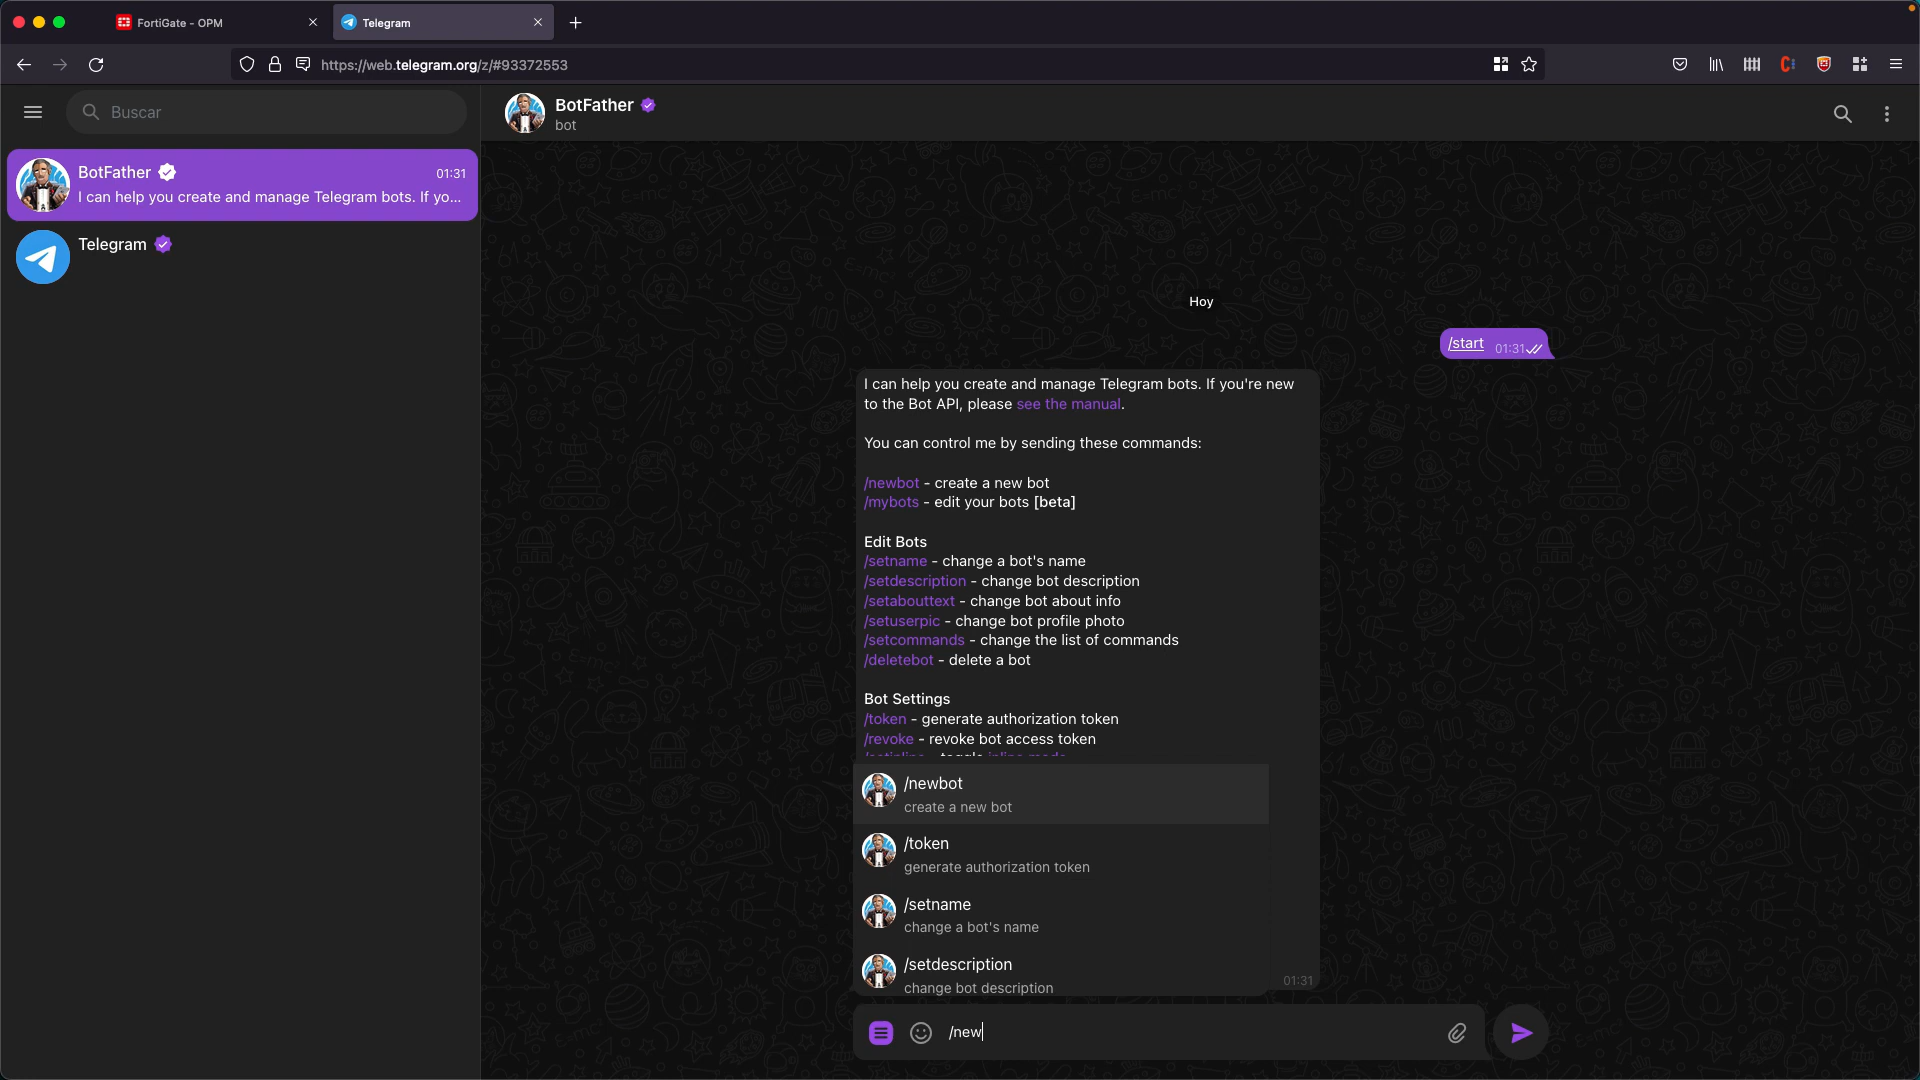 FortiGate - OPM
Telegram
https://web.telegram.org/z/#93372553
Buscar
BotFather
bot
BotFather
01:31
I can help you create and manage Telegram bots. If yo...
Telegram
Hoy
/start 01:31
I can help you create and manage Telegram bots. If you're new
to the Bot API, please see the manual.
You can control me by sending these commands:
/newbot - create a new bot
/mybots - edit your bots [beta]
Edit Bots
/setname - change a bot's name
/setdescription - change bot description
/setabouttext - change bot about info
/setuserpic - change bot profile photo
/setcommands - change the list of commands
/deletebot - delete a bot
Bot Settings
/token - generate authorization token
/revoke - revoke bot access token
/setinline - toggle inline mode
/newbot
create a new bot
/token
generate authorization token
/setname
change a bot's name
/setdescription
change bot description
01:31
/new